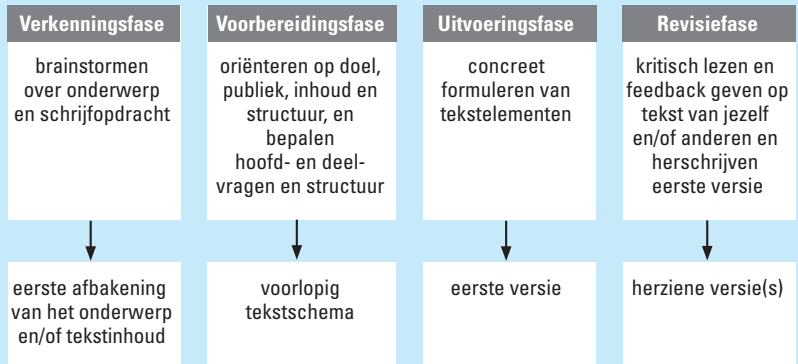 Verkenningsfase
brainstormen
over onderwerp
en schrijfopdracht
eerste afbakening
van het onderwerp
en/of tekstinhoud
Voorbereidingsfase
oriënteren op doel,
publiek, inhoud en
structuur, en
bepalen
hoofd- en deel-
vragen en structuur
voorlopig
tekstschema
Uitvoeringsfase
concreet
formuleren van
tekstelementen
eerste versie
Revisiefase
kritisch lezen en
feedback geven op
tekst van jezelf
en/of anderen en
herschrijven
eerste versie
herziene versie(s)